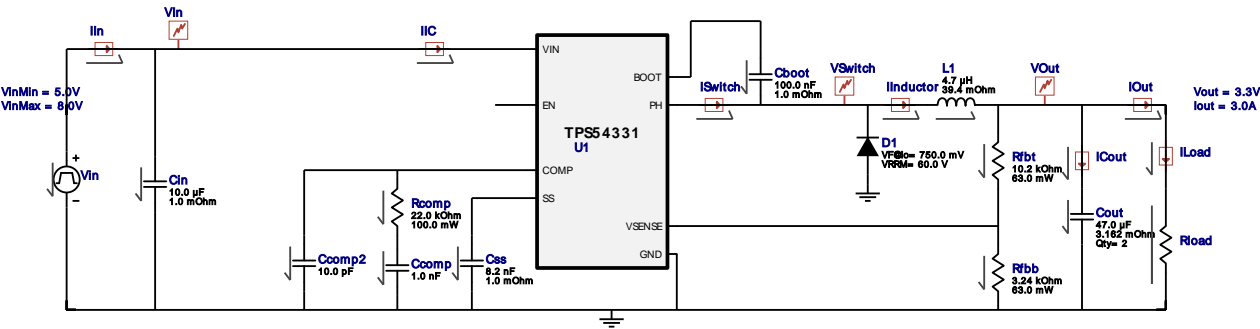 Vin
IIn
IIC
VinMin = 5.0V
VinMax = 8.0V
+
Vin
−
Cin
10.0 µF
1.0 mOhm
Ccomp2
10.0 pF
Rcomp
22.0 kOhm
100.0 mW
Ccomp
1.0 nF
Css
8.2 nF
1.0 mOhm
VIN
EN
COMP
SS
TPS54331
U1
BOOT
PH
VSENSE
GND
Cboot
100.0 nF
1.0 mOhm
ISwitch
VSwitch
IInductor
L1
4.7 µH
39.4 mOhm
VOut
IOut
Vout = 3.3V
Iout = 3.0A
D1
= 750.0 mV
VRRM= 60.0 V
Rfbt
10.2 kOhm
63.0 mW
ICout
ILoad
Cout
47.0 µF
3.162 mOhm
Qty= 2
Rload
Rfbb
3.24 kOhm
63.0 mW